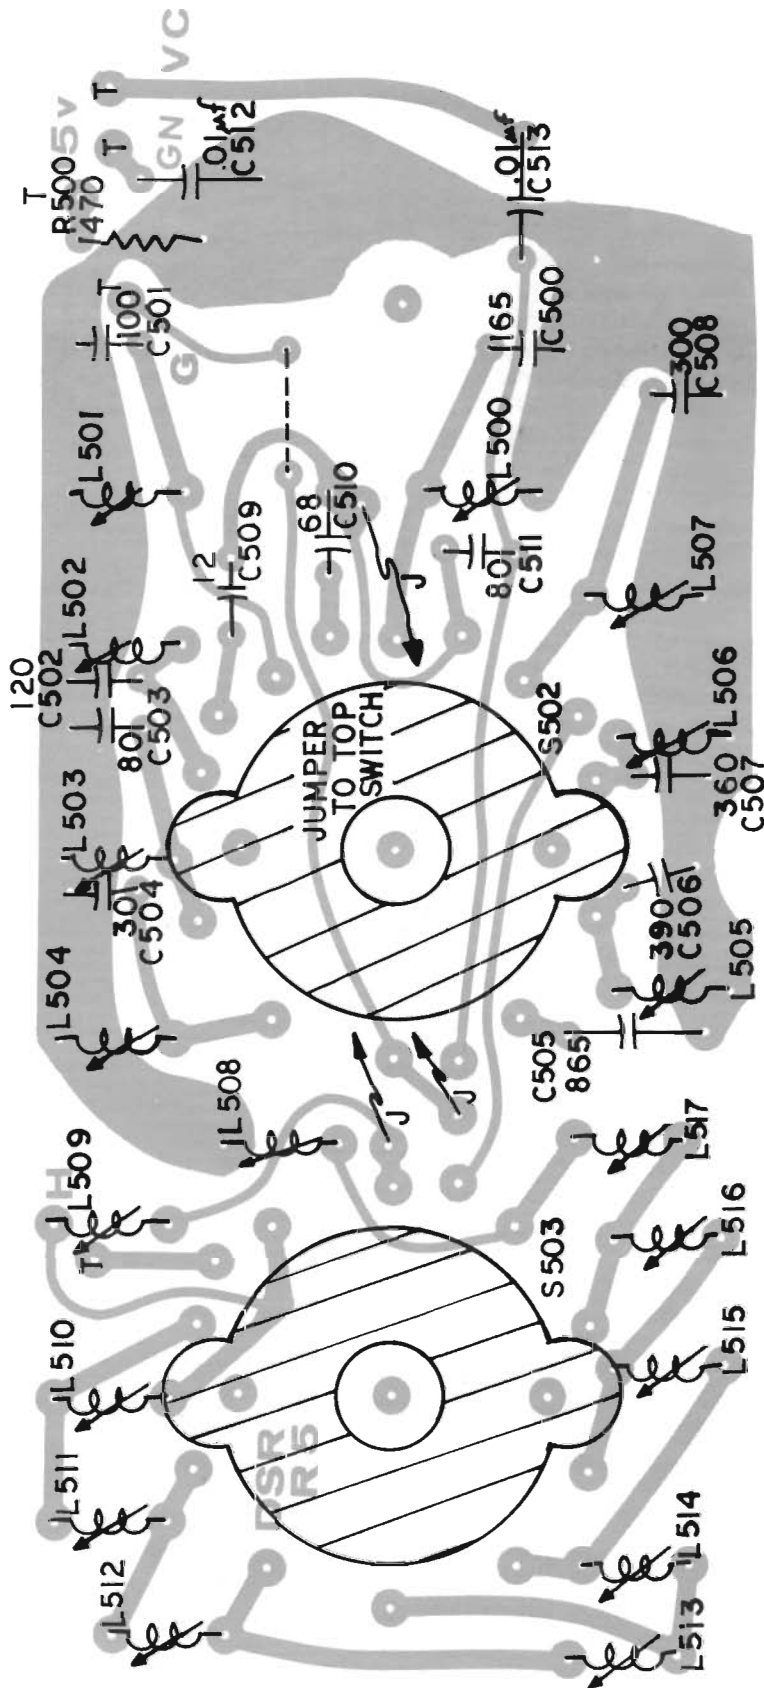 VC
T
5V
GN
T
.01μf
C512
.01μf
C513
T
R500
470
T
100
C501
G
165
C500
300
C508
L501
L500
12
C509
68
C510
J
80
C511
L507
120
C502
L502
80
C503
JUMPER
TO TOP
SWITCH
S502
L506
360
C507
L503
30
C504
390
C506
L505
L504
C505
865
J
J
L508
L517
H
L509
T
L516
S503
L510
L515
L511
DSR
R5
L514
L512
L513